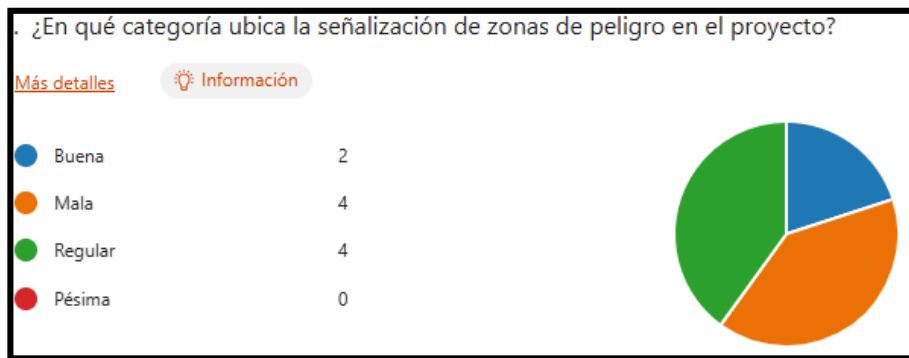 . ¿En qué categoría ubica la señalización de zonas de peligro en el proyecto?
Más detalles Información
Buena 2
Mala 4
Regular 4
Pésima 0